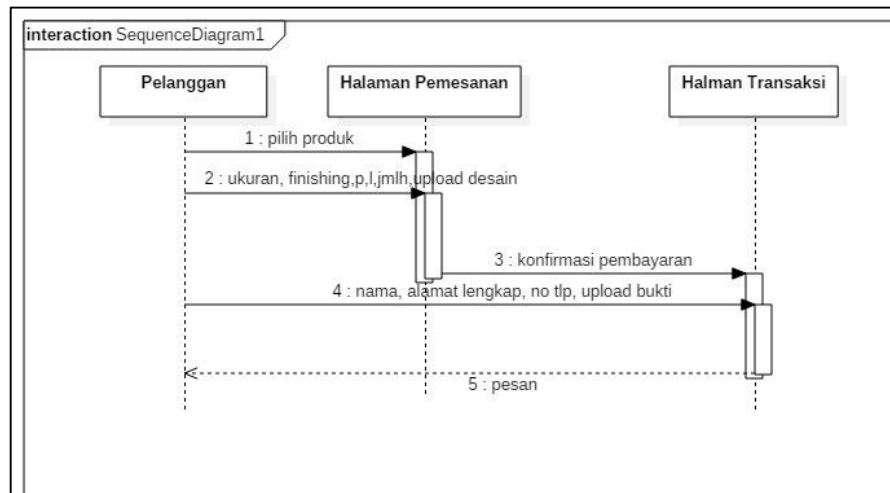 interaction SequenceDiagram1
Pelanggan
Halaman Pemesanan
Halman Transaksi
1 : pilih produk
2 : ukuran, finishing,p,l,jmlh,upload desain
3 : konfirmasi pembayaran
4 : nama, alamat lengkap, no tlp, upload bukti
5 : pesan